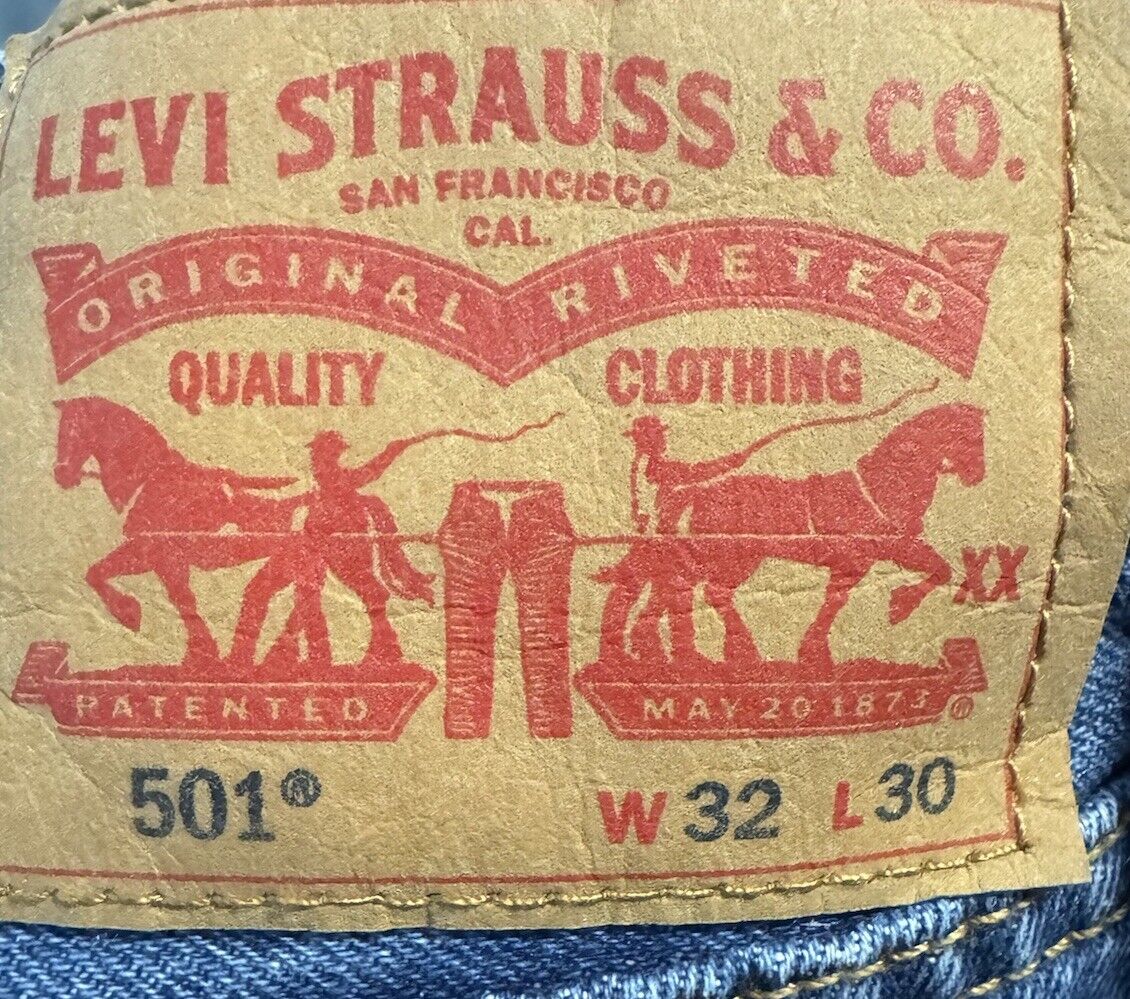 LEVI STRAUSS & CO.
SAN FRANCISCO
CAL.
ORIGINAL RIVETED
QUALITY CLOTHING
XX
PATENTED MAY 20 1873 ®
501® W 32 L 30